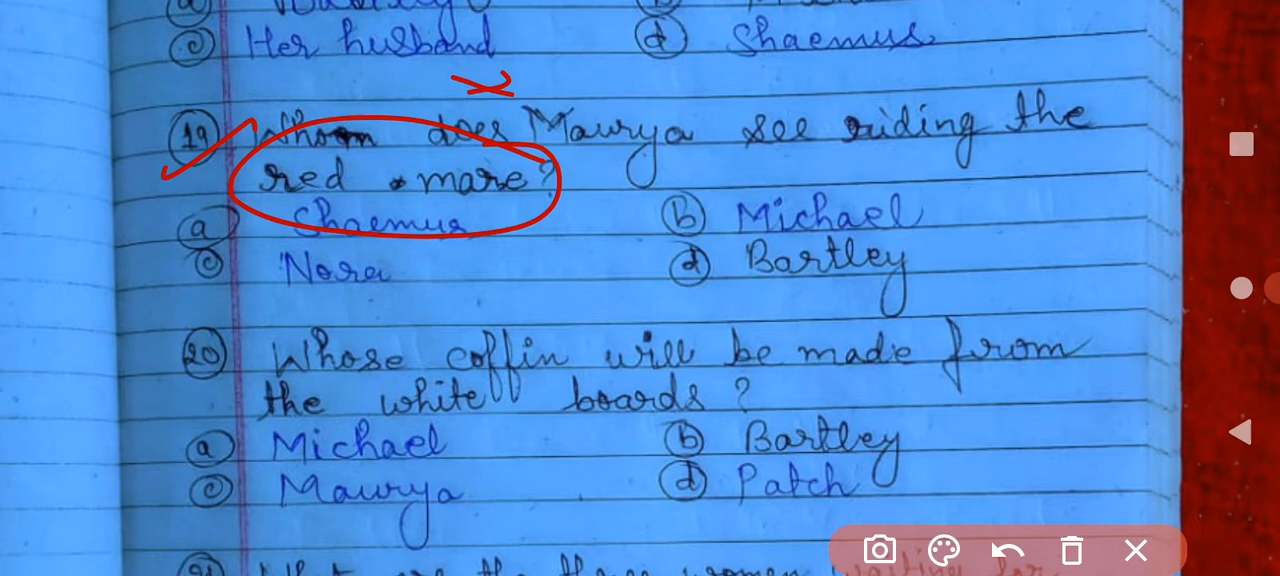 c Her husband d Shaemus.
19 Whom does Maurya see riding the
red mare?
a Shaemus b Michael
c Nora d Bartley
20 Whose coffin will be made from
the white boards ?
a Michael b Bartley
c Maurya d Patch